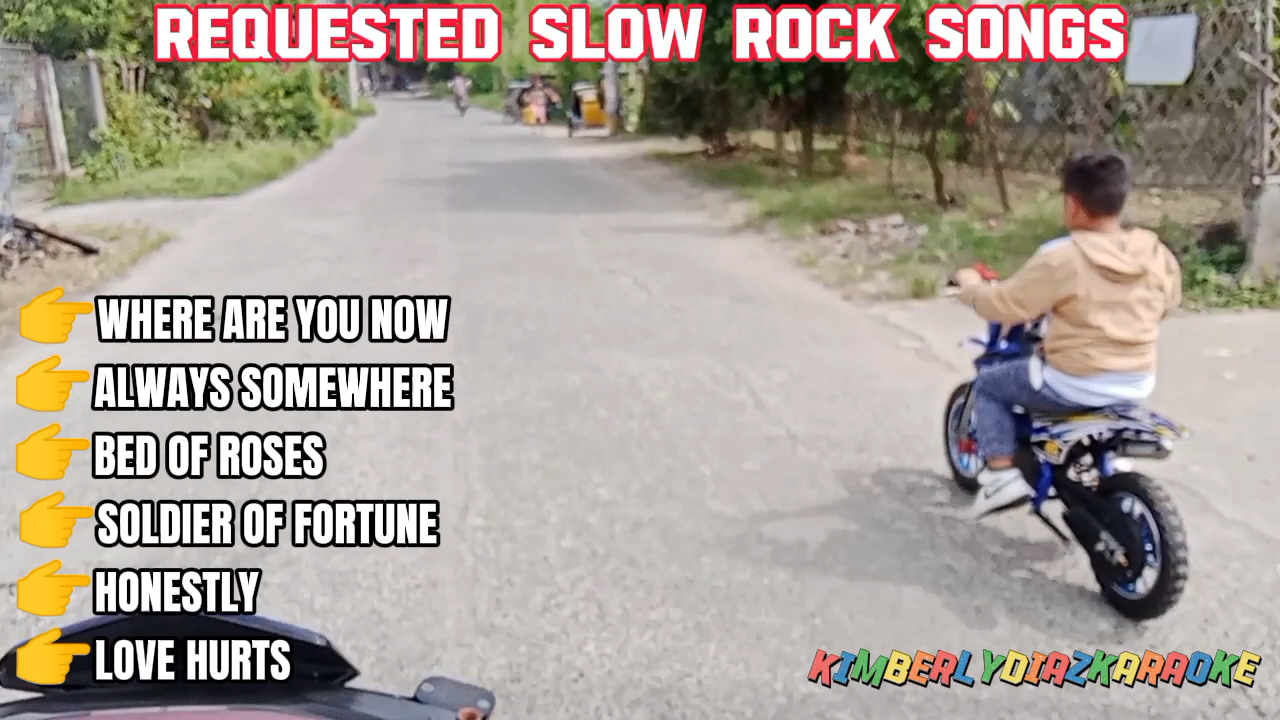 REQUESTED SLOW ROCK SONGS
WHERE ARE YOU NOW
ALWAYS SOMEWHERE
BED OF ROSES
SOLDIER OF FORTUNE
HONESTLY
LOVE HURTS
KIMBERLYDIAZKARAOKE